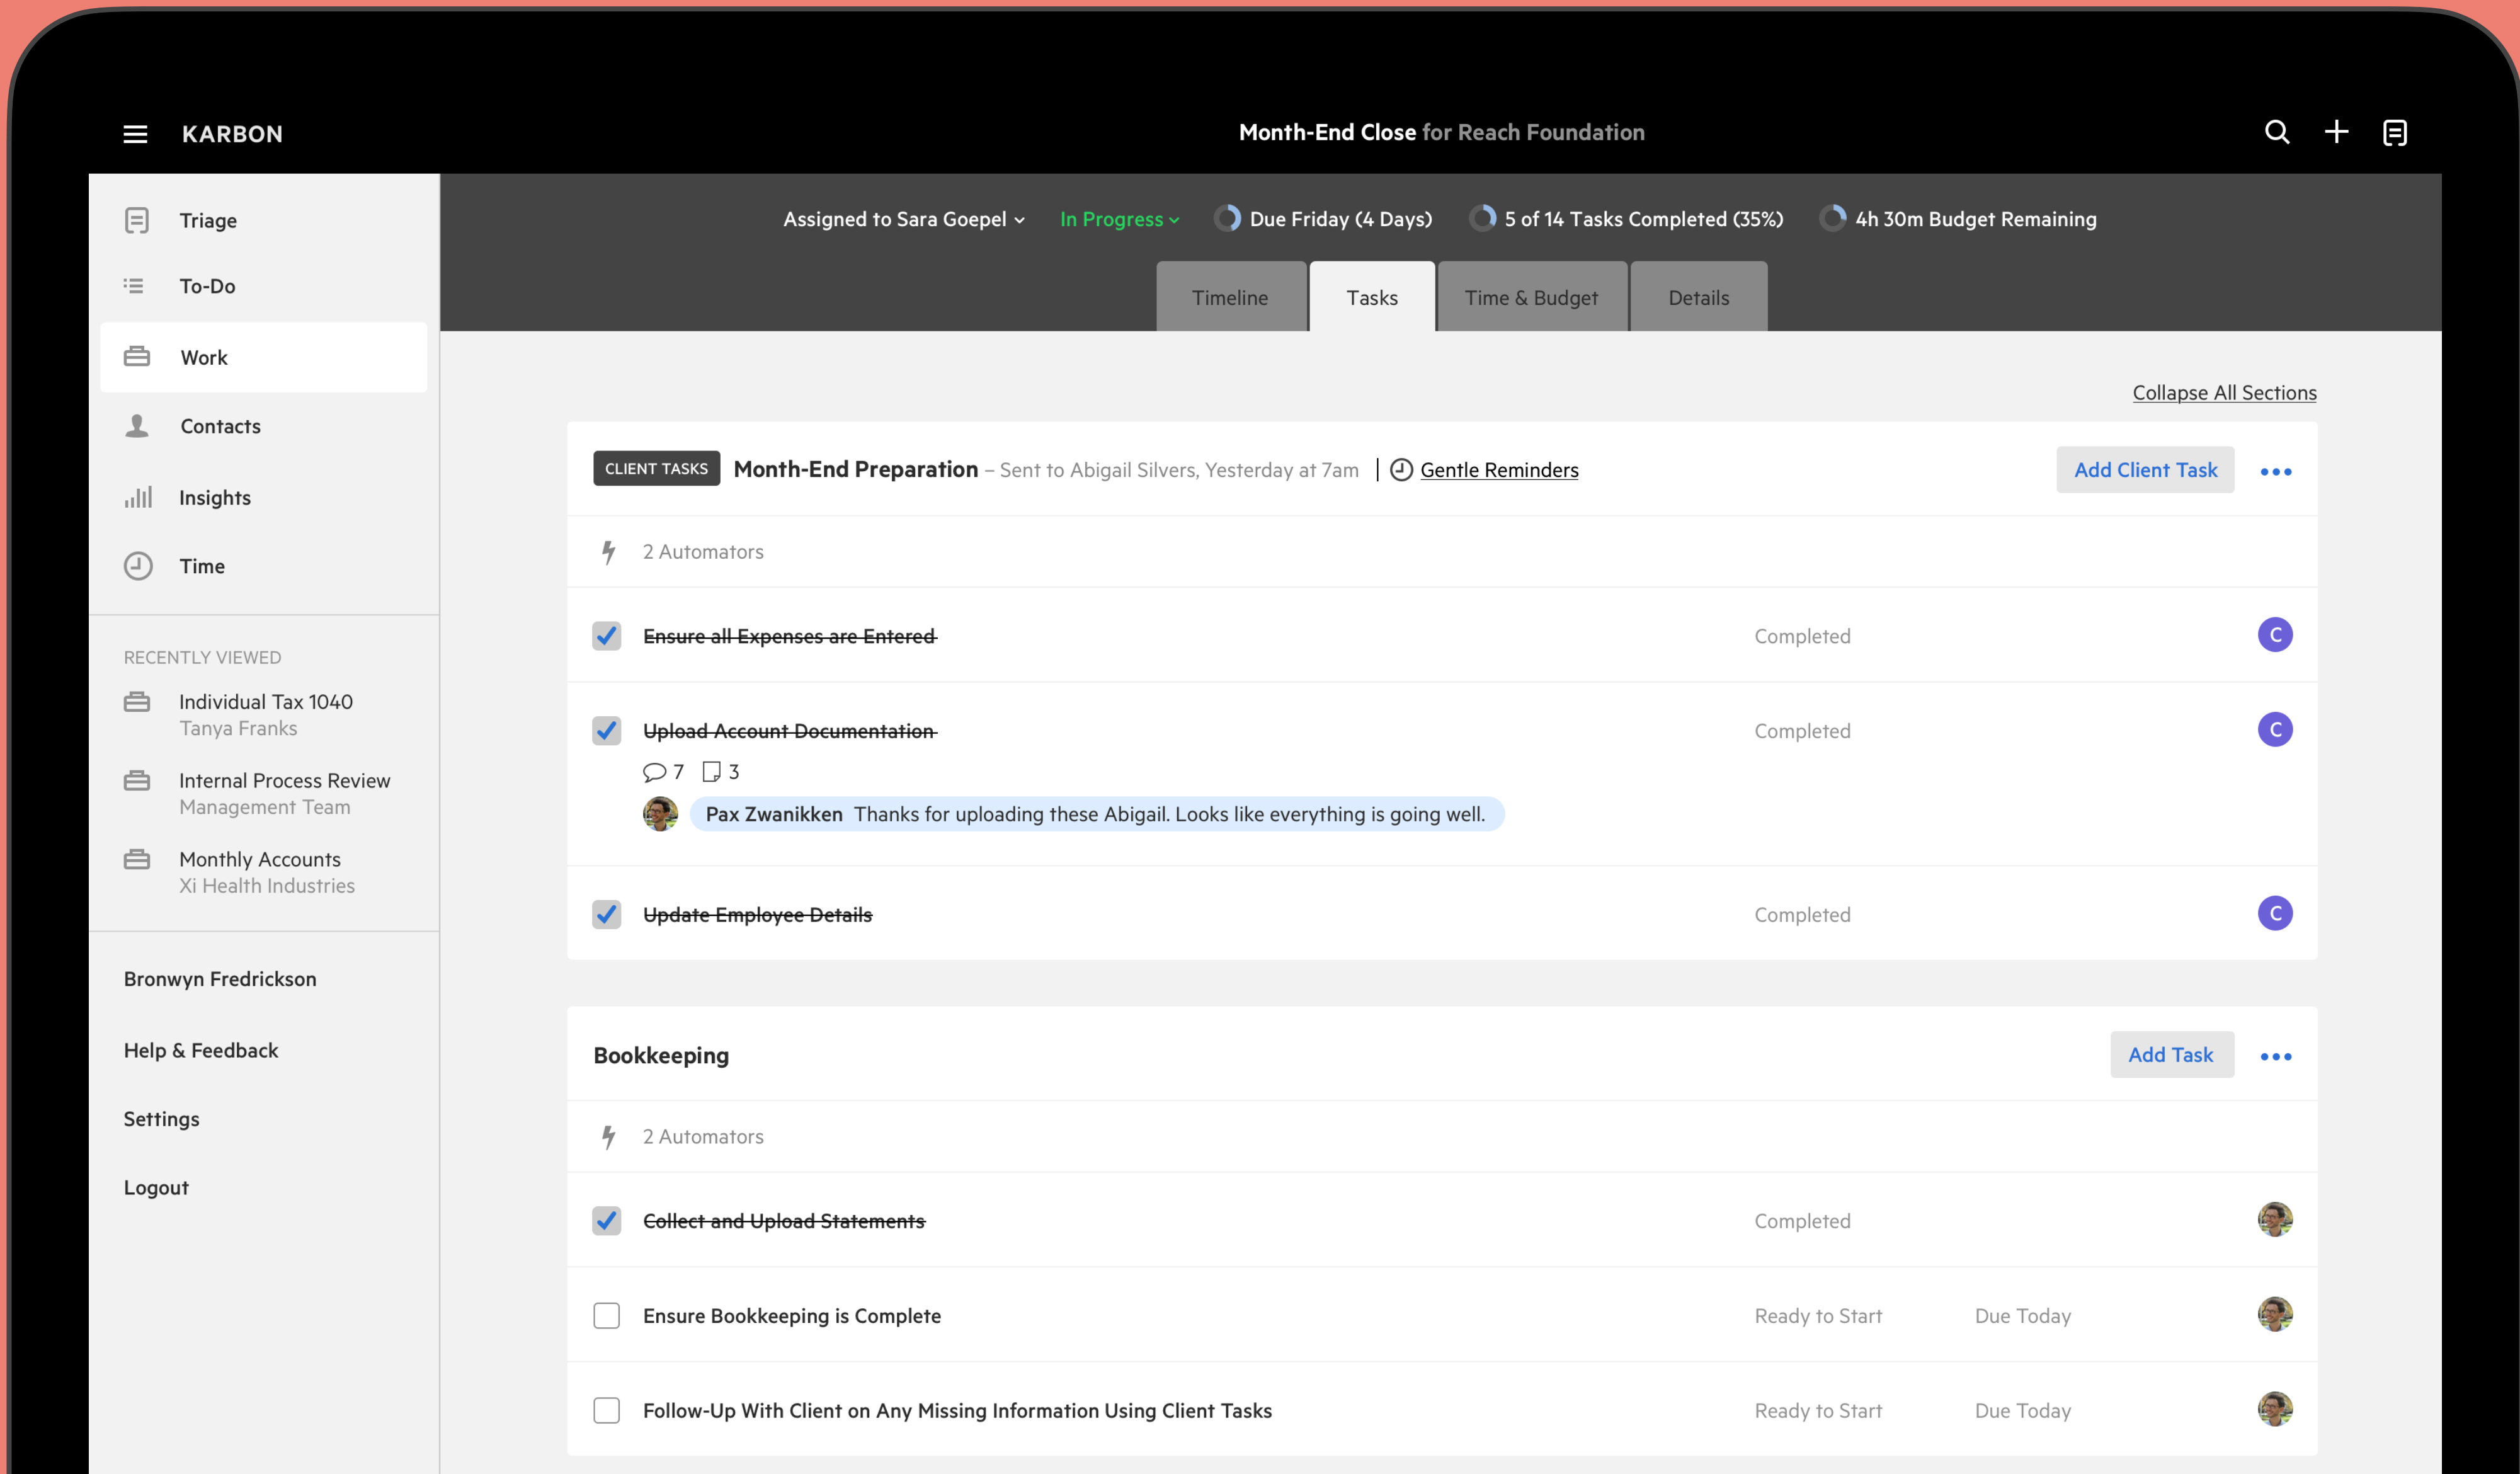 KARBON
Month-End Close for Reach Foundation
Triage
To-Do
Work
Contacts
Insights
Time
RECENTLY VIEWED
Individual Tax 1040
Tanya Franks
Internal Process Review
Management Team
Monthly Accounts
Xi Health Industries
Bronwyn Fredrickson
Help & Feedback
Settings
Logout
Assigned to Sara Goepel In Progress Due Friday (4 Days) 5 of 14 Tasks Completed (35%) 4h 30m Budget Remaining
Timeline Tasks Time & Budget Details
Collapse All Sections
CLIENT TASKS Month-End Preparation – Sent to Abigail Silvers, Yesterday at 7am | Gentle Reminders Add Client Task
2 Automators
Ensure all Expenses are Entered Completed C
Upload Account Documentation Completed C
7 3
Pax Zwanikken Thanks for uploading these Abigail. Looks like everything is going well.
Update Employee Details Completed C
Bookkeeping Add Task
2 Automators
Collect and Upload Statements Completed
Ensure Bookkeeping is Complete Ready to Start Due Today
Follow-Up With Client on Any Missing Information Using Client Tasks Ready to Start Due Today